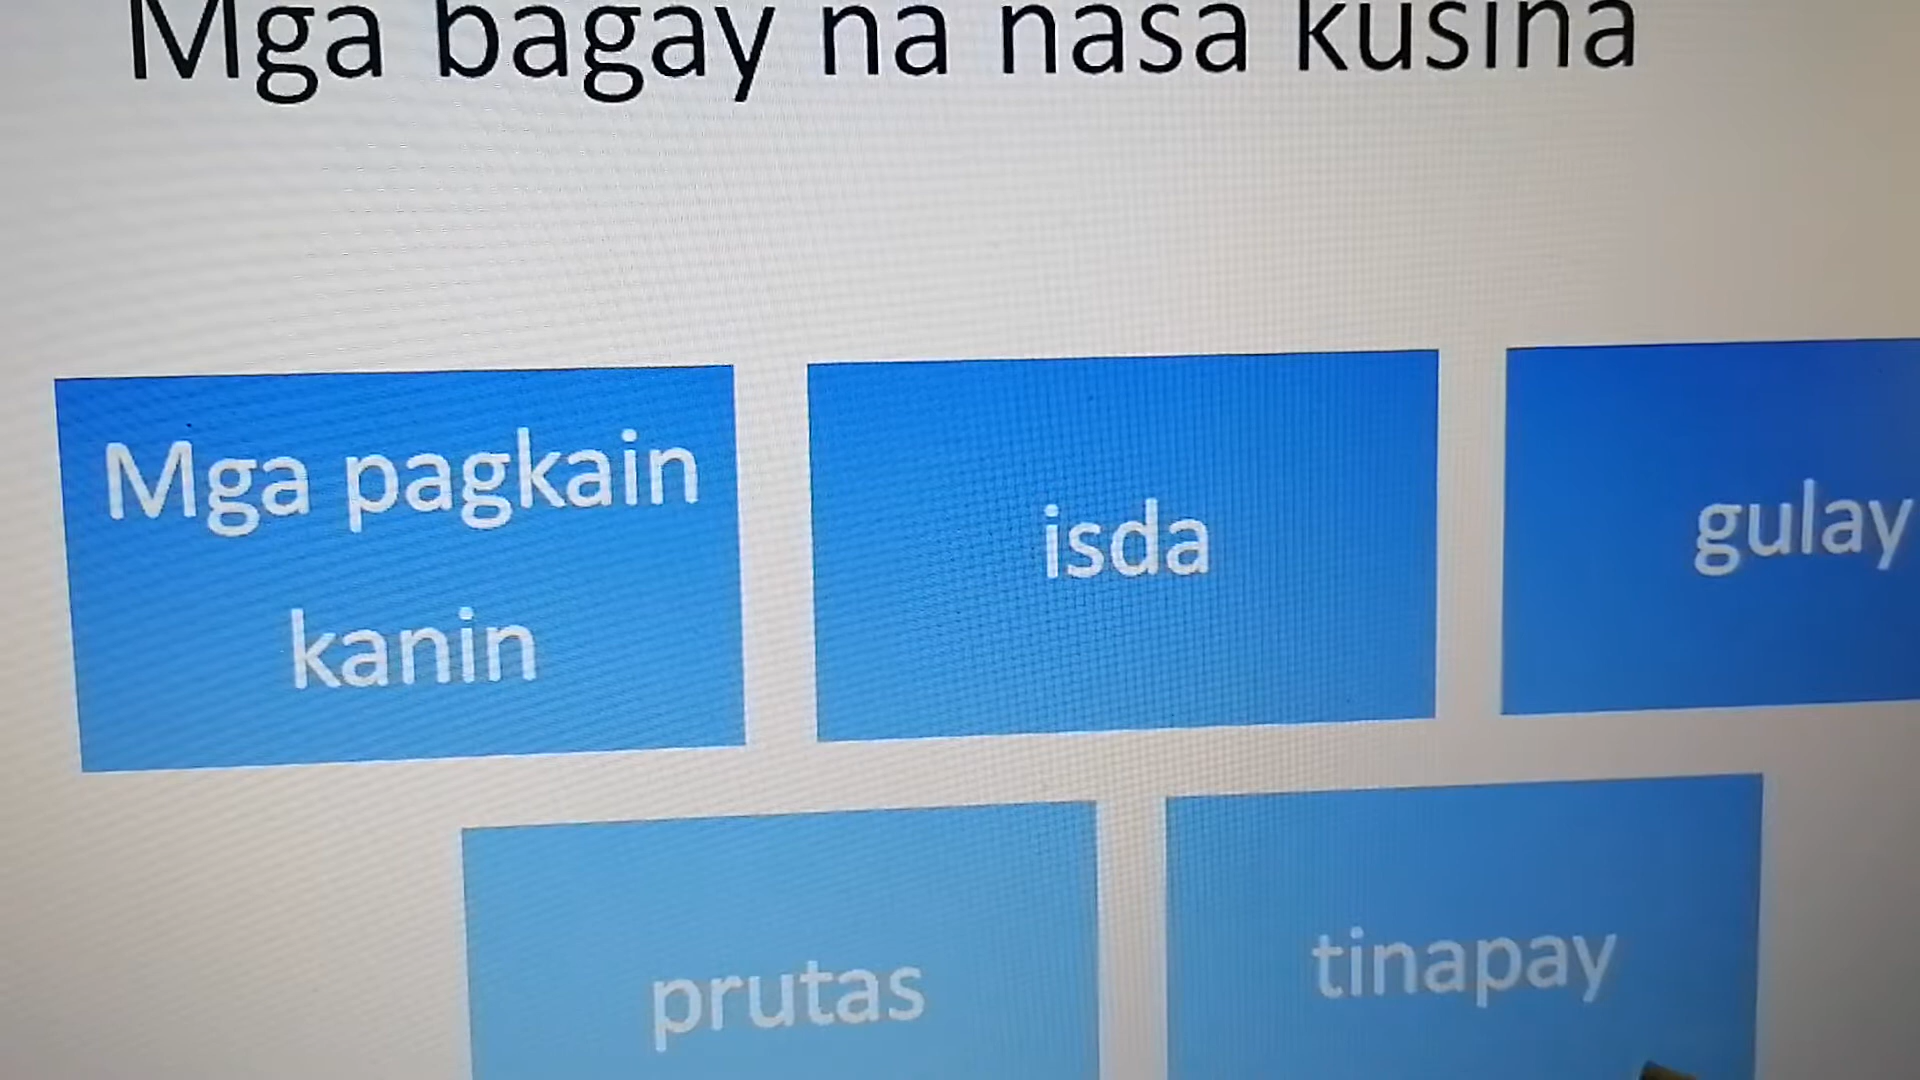 Mga bagay na nasa kusina
Mga pagkain
kanin
isda
gulay
prutas
tinapay